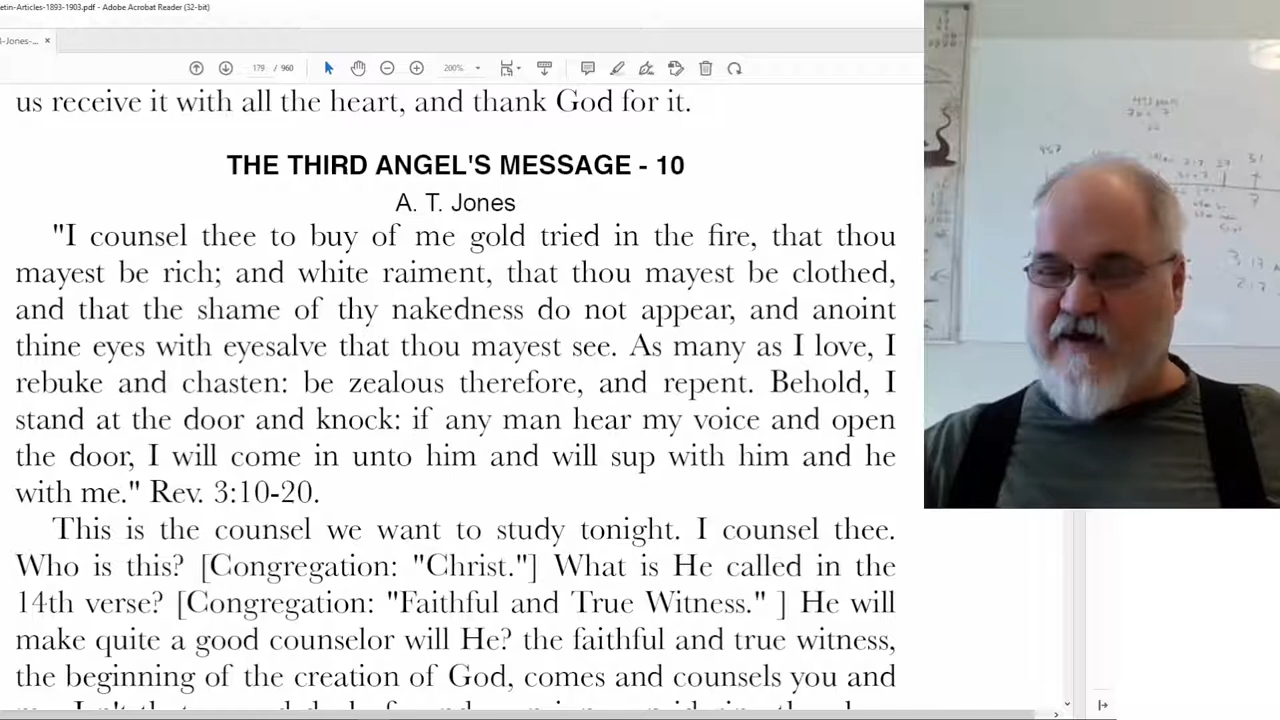 etin-Articles-1893-1903.pdf - Adobe Acrobat Reader (32-bit)
-Jones-... ×
179 / 960
200%
us receive it with all the heart, and thank God for it.
THE THIRD ANGEL'S MESSAGE - 10
A. T. Jones
"I counsel thee to buy of me gold tried in the fire, that thou
mayest be rich; and white raiment, that thou mayest be clothed,
and that the shame of thy nakedness do not appear, and anoint
thine eyes with eyesalve that thou mayest see. As many as I love, I
rebuke and chasten: be zealous therefore, and repent. Behold, I
stand at the door and knock: if any man hear my voice and open
the door, I will come in unto him and will sup with him and he
with me." Rev. 3:10-20.
This is the counsel we want to study tonight. I counsel thee.
Who is this? [Congregation: "Christ."] What is He called in the
14th verse? [Congregation: "Faithful and True Witness." ] He will
make quite a good counselor will He? the faithful and true witness,
the beginning of the creation of God, comes and counsels you and
457
31